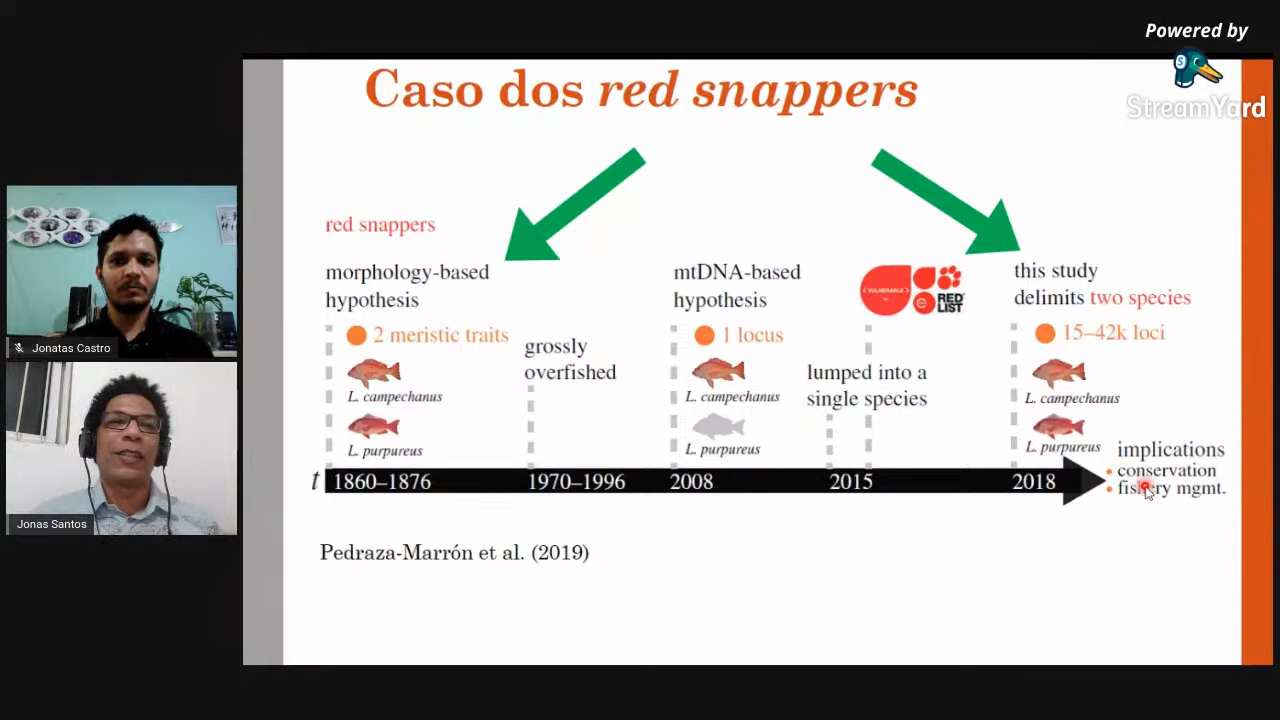 Powered by
StreamYard
Caso dos red snappers
red snappers
morphology-based
hypothesis
2 meristic traits
L. campechanus
L. purpureus
grossly
overfished
mtDNA-based
hypothesis
1 locus
L. campechanus
L. purpureus
VULNERABLE
RED
LIST
lumped into a
single species
this study
delimits two species
15–42k loci
L. campechanus
L. purpureus
implications
• conservation
• fishery mgmt.
t
1860–1876
1970–1996
2008
2015
2018
Pedraza-Marrón et al. (2019)
Jonatas Castro
Jonas Santos